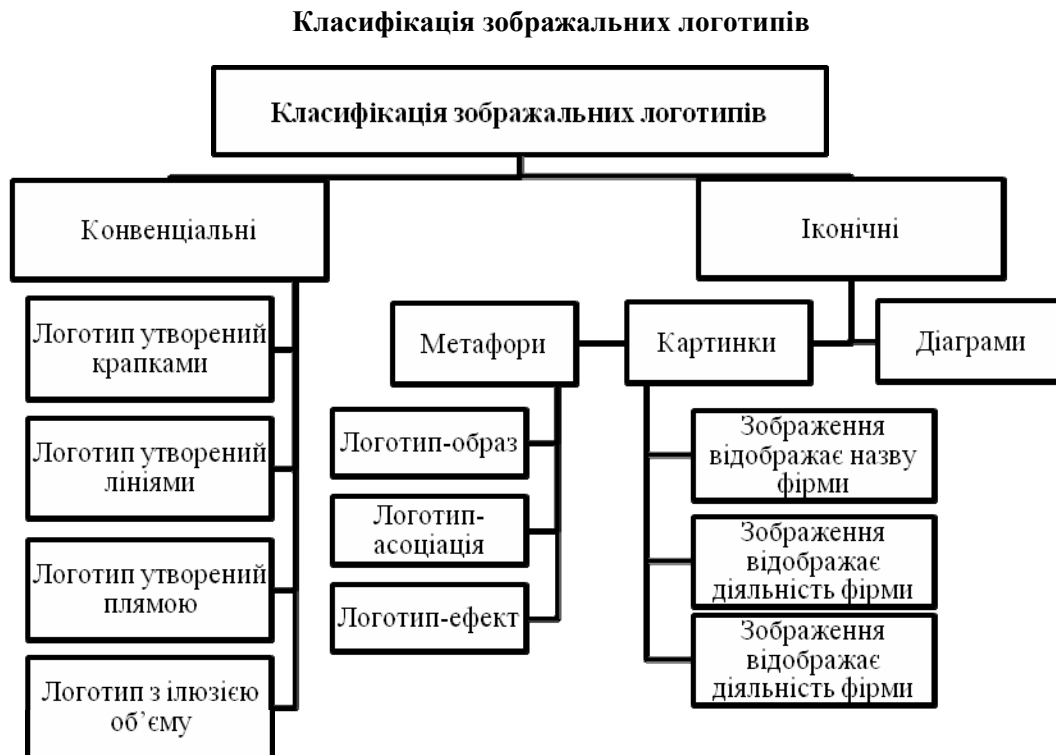 Класифікація зображальних логотипів
Класифікація зображальних логотипів
Конвенціальні
Іконічні
Логотип утворений
крапками
Логотип утворений
лініями
Логотип утворений
плямою
Логотип з ілюзією
об’єму
Метафори
Картинки
Діаграми
Логотип-образ
Логотип-
асоціація
Логотип-ефект
Зображення
відображає назву
фірми
Зображення
відображає
діяльність фірми
Зображення
відображає
діяльність фірми